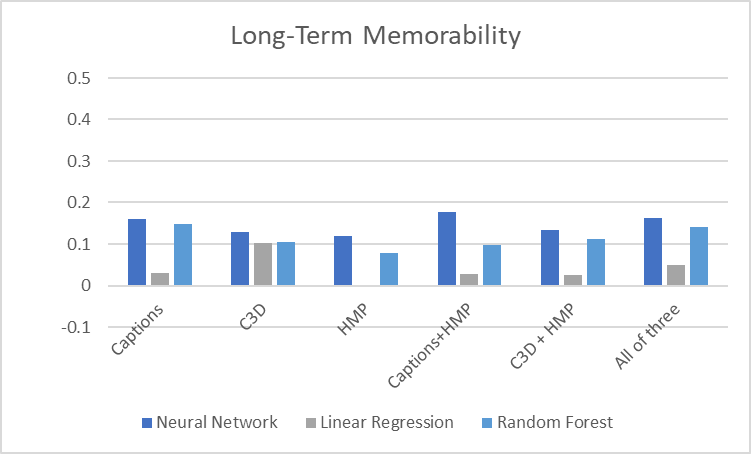 Long-Term Memorability
0.5
0.4
0.3
0.2
0.1
0
-0.1
Captions
C3D
HMP
Captions+HMP
C3D + HMP
All of three
Neural Network
Linear Regression
Random Forest